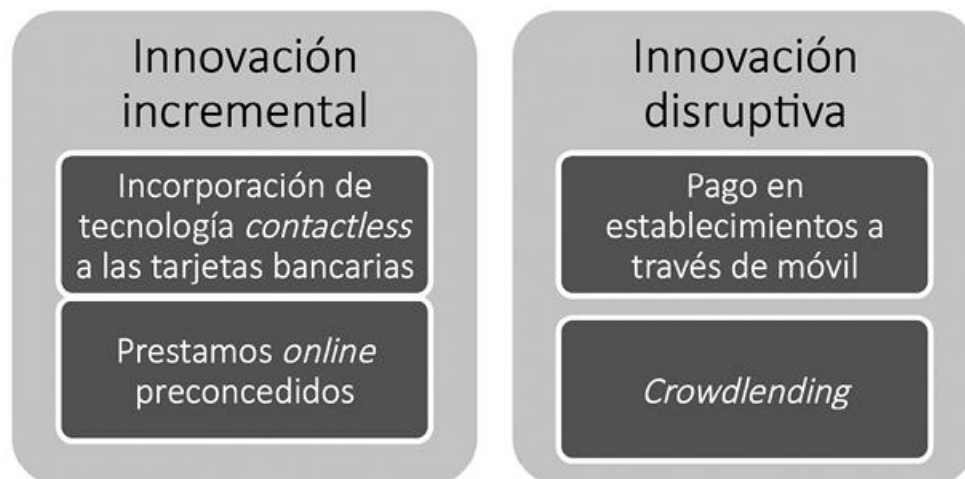 Innovación
incremental
Incorporación de
tecnología contactless
a las tarjetas bancarias
Prestamos online
preconcedidos
Innovación
disruptiva
Pago en
establecimientos a
través de móvil
Crowdlending